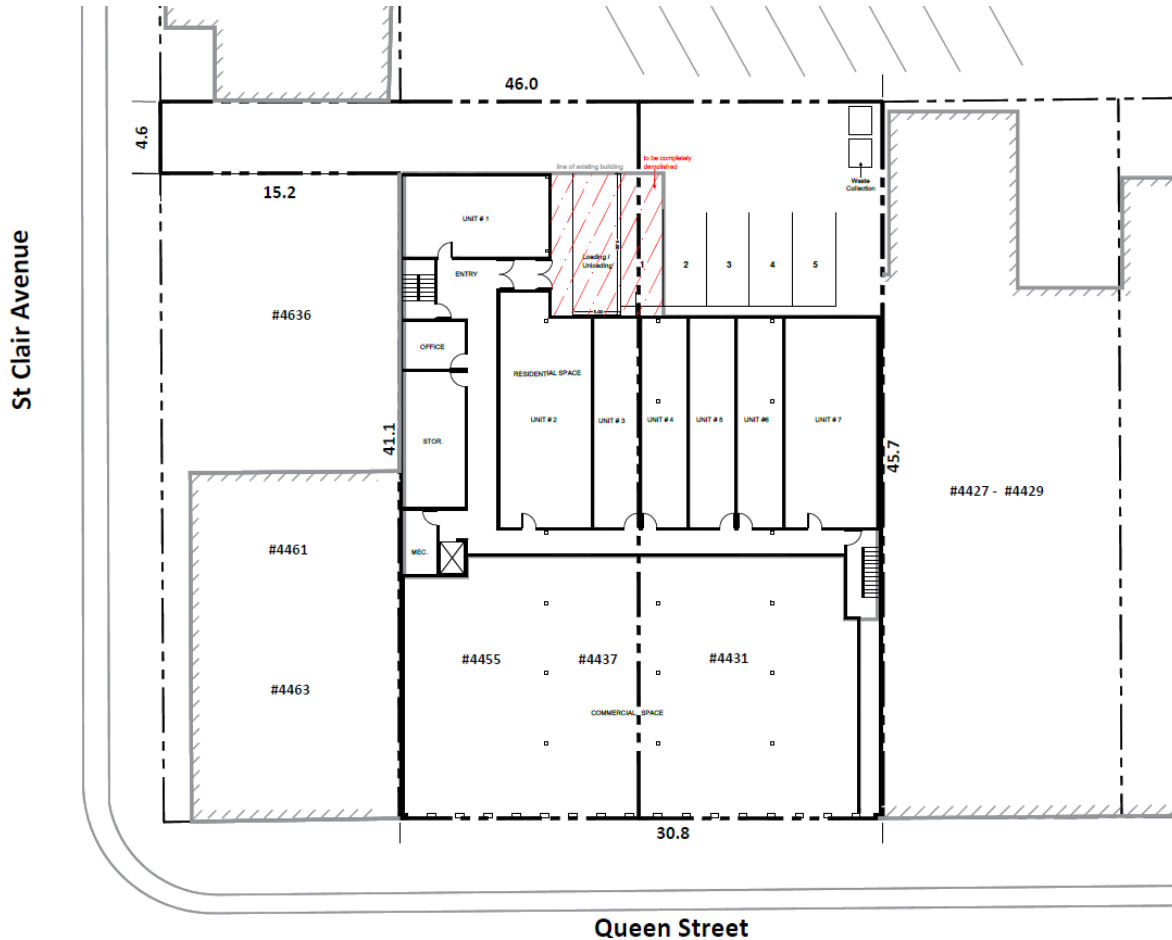 46.0
4.6
15.2
line of existing building
to be completely
demolished
Waste
Collection
UNIT # 1
Loading /
Unloading
ENTRY
1
2
3
4
5
#4636
OFFICE
RESIDENTIAL SPACE
St Clair Avenue
STOR.
UNIT # 2
UNIT # 3
UNIT # 4
UNIT # 5
UNIT #6
UNIT # 7
41.1
45.7
#4427 - #4429
#4461
MEC.
#4455
#4437
#4431
#4463
COMMERCIAL SPACE
30.8
Queen Street